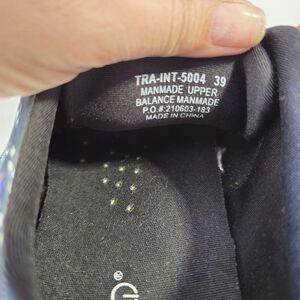 TRA-INT-5004 39
MANMADE UPPER
BALANCE MANMADE
P.O.#:210603-183
MADE IN CHINA
®